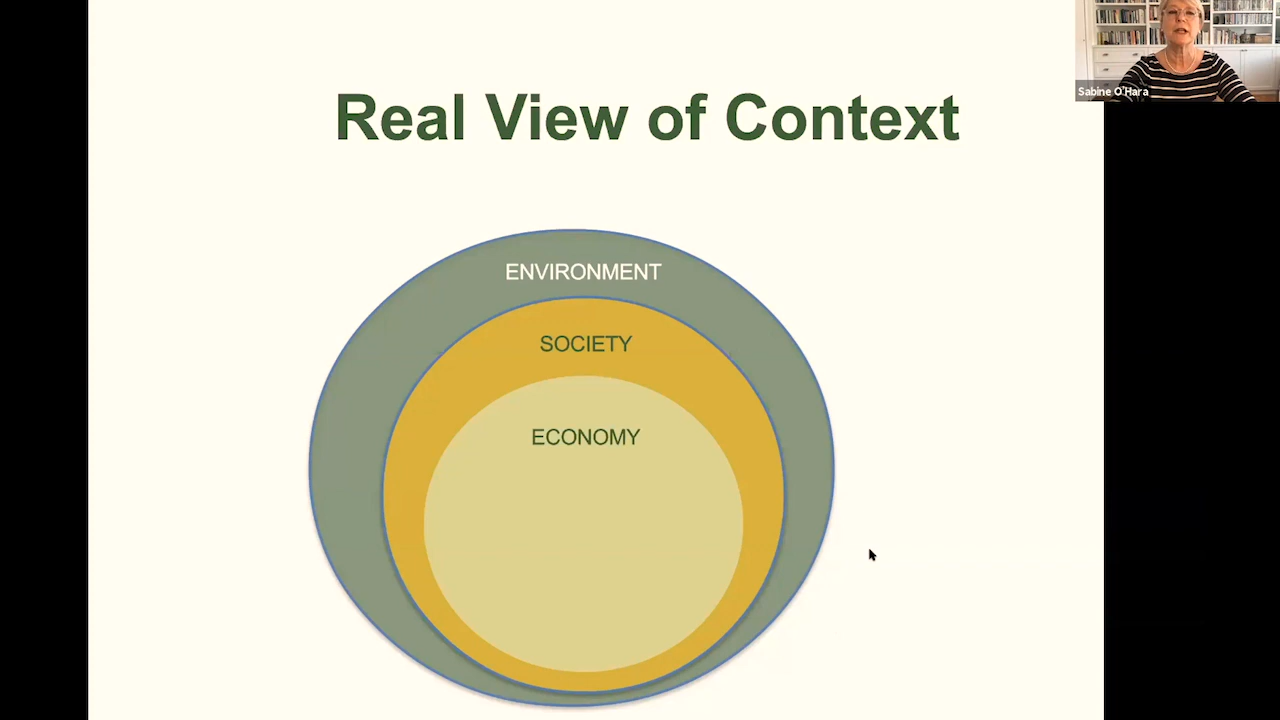 Real View of Context
Sabine O'Hara
ENVIRONMENT
SOCIETY
ECONOMY